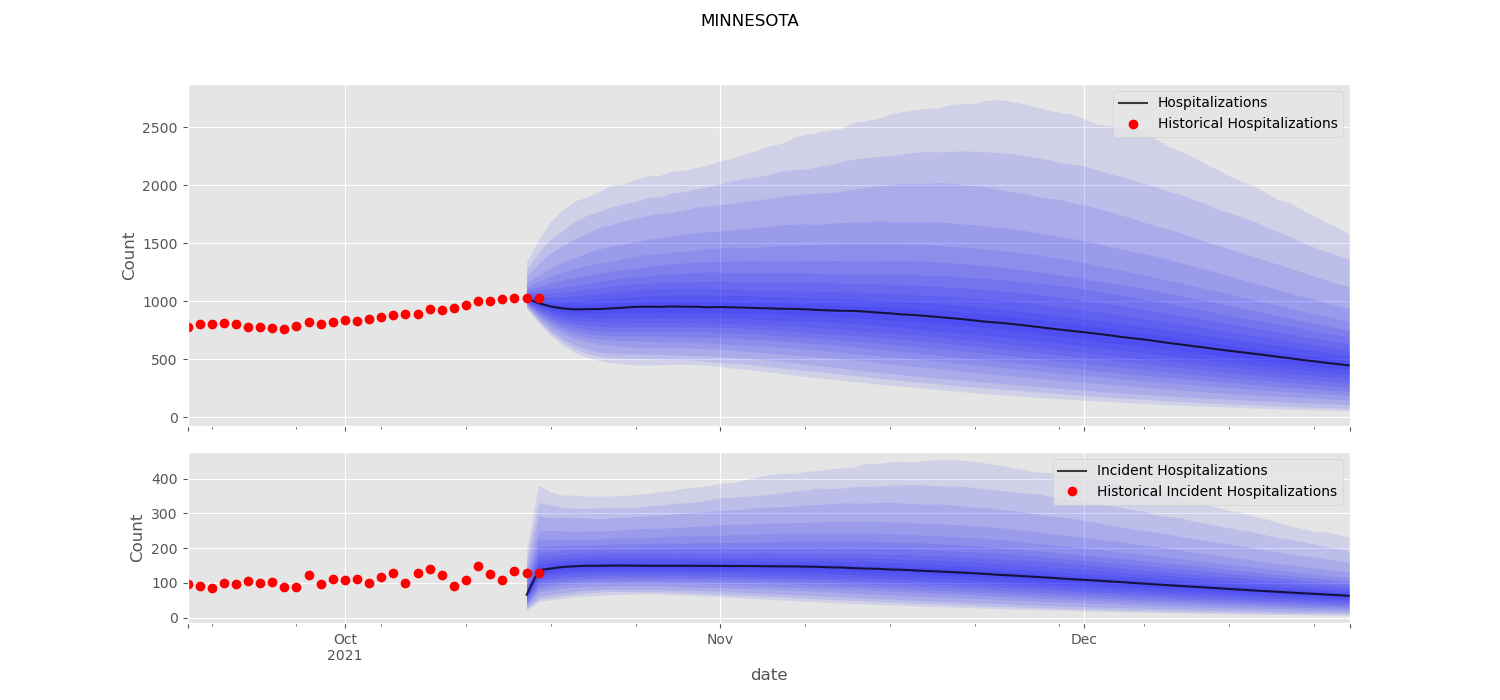 MINNESOTA
Hospitalizations
Historical Hospitalizations
2500
2000
1500
1000
500
0
Count
Incident Hospitalizations
Historical Incident Hospitalizations
400
300
200
100
0
Count
Oct
2021
Nov
Dec
date